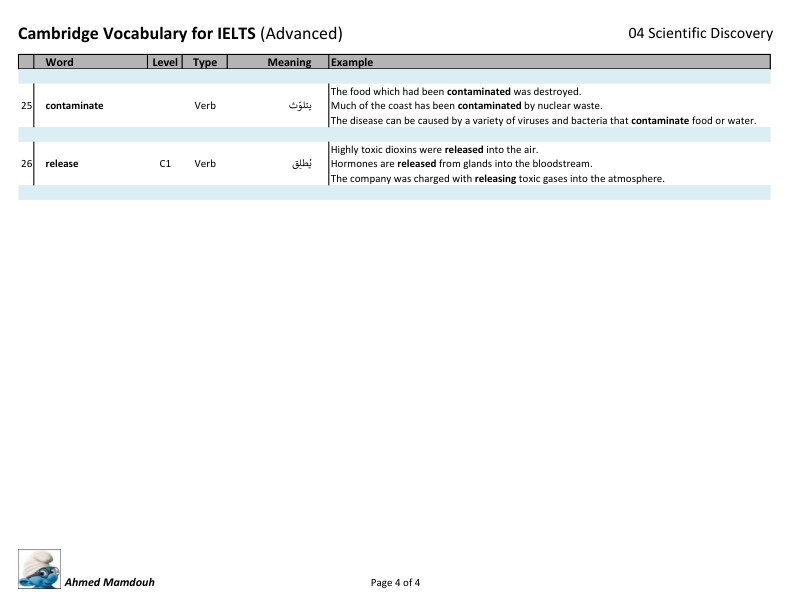 Cambridge Vocabulary for IELTS (Advanced) 04 Scientific Discovery
Word Level Type Meaning Example
The food which had been contaminated was destroyed.
25 contaminate Verb يتلوّث Much of the coast has been contaminated by nuclear waste.
The disease can be caused by a variety of viruses and bacteria that contaminate food or water.
Highly toxic dioxins were released into the air.
26 release C1 Verb يُطلِق Hormones are released from glands into the bloodstream.
The company was charged with releasing toxic gases into the atmosphere.
Ahmed Mamdouh Page 4 of 4